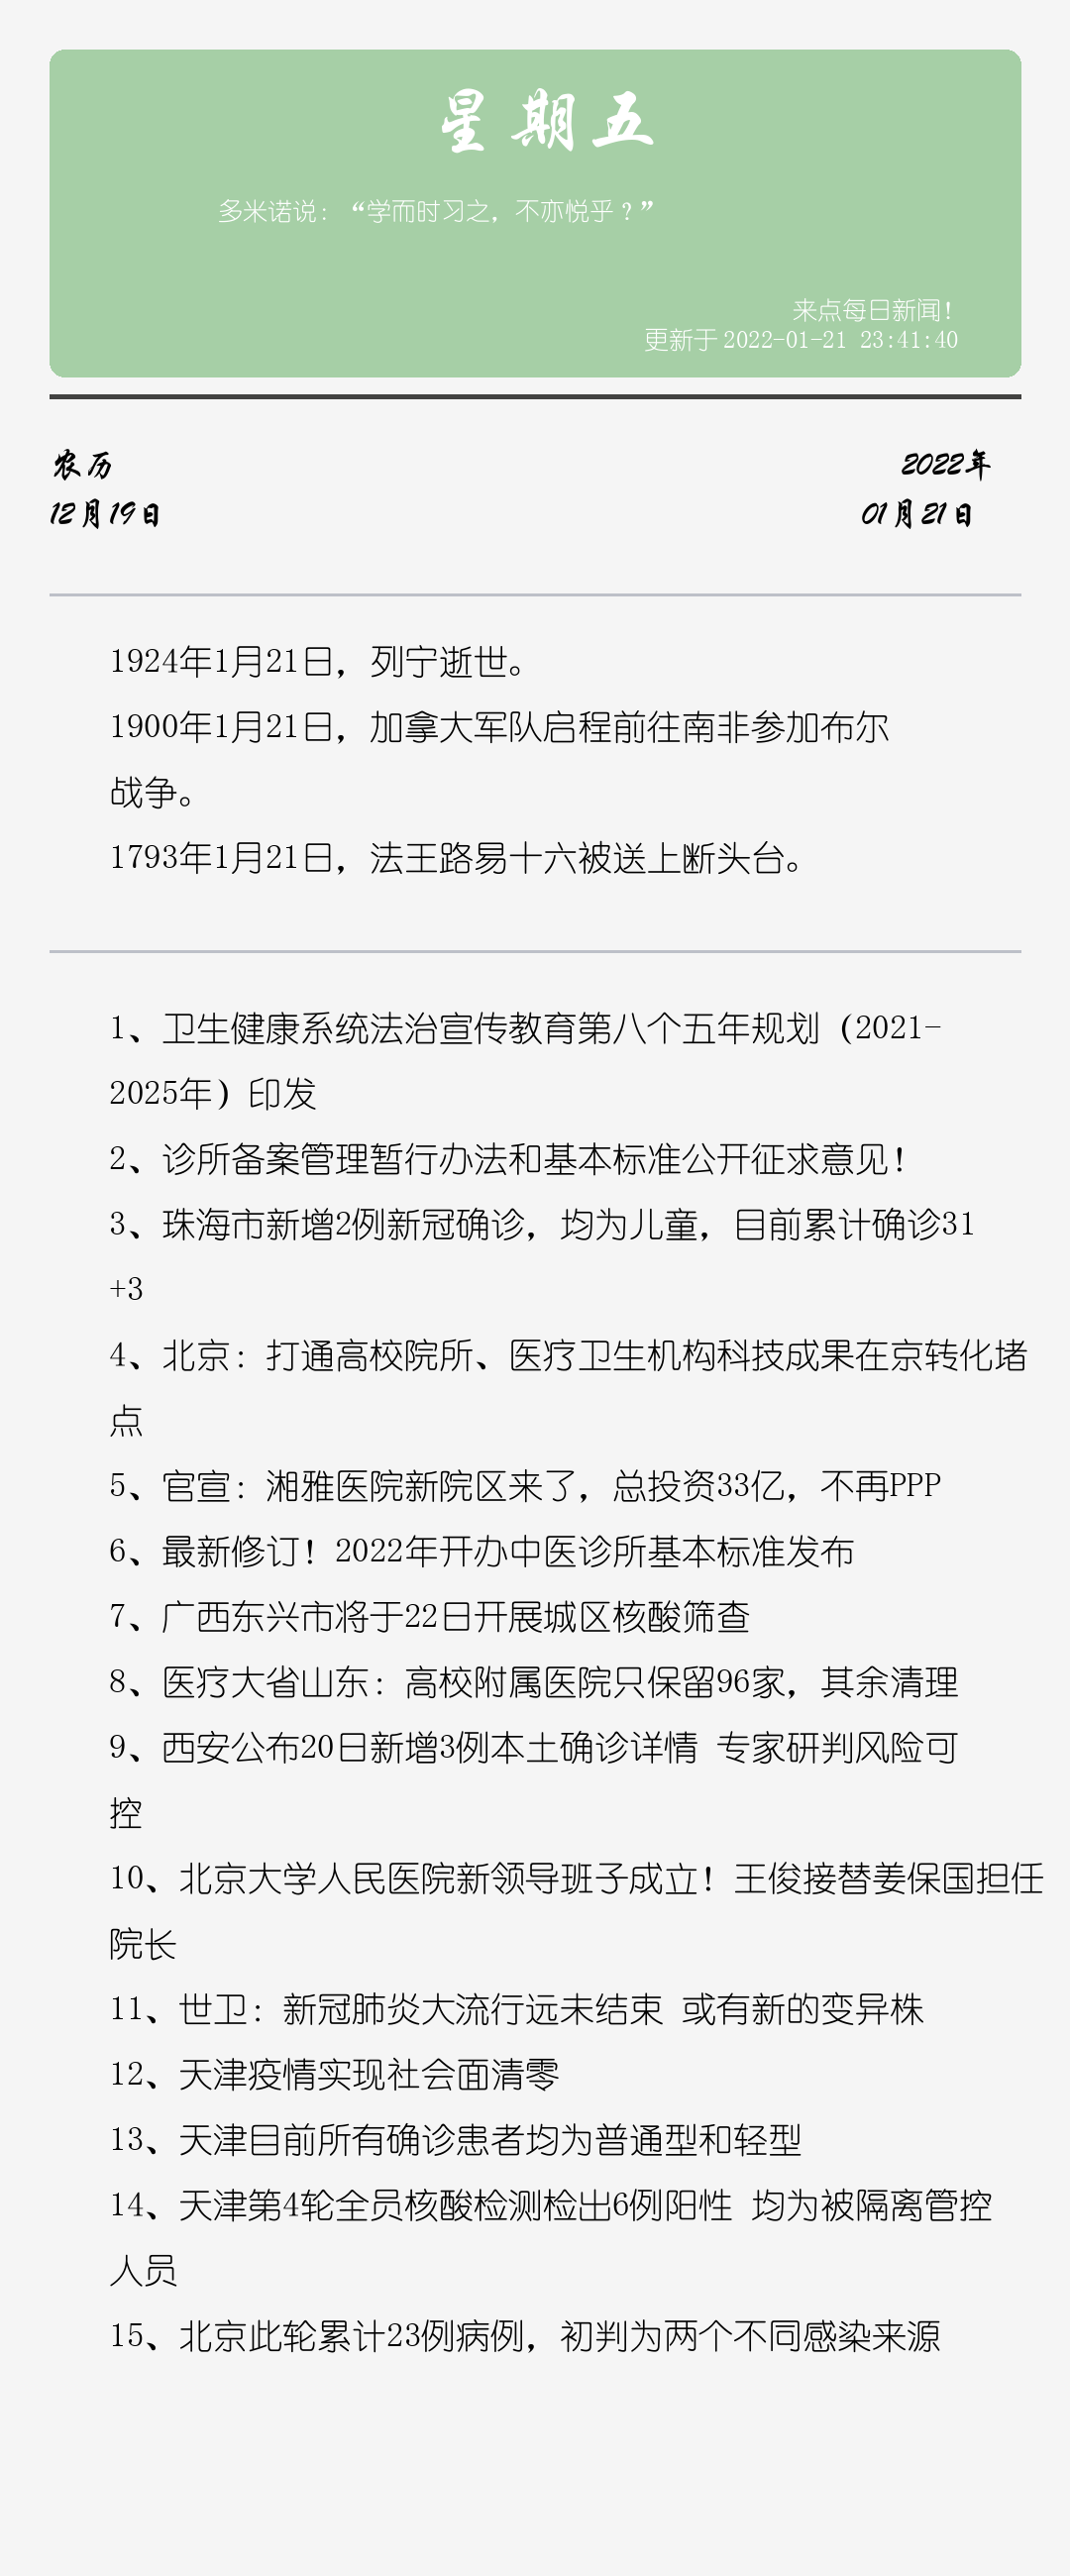 星期五
多米诺说：“学而时习之，不亦悦乎？”
来点每日新闻！
更新于 2022-01-21 23:41:40
农历
2022年
12月19日
01月21日
1924年1月21日，列宁逝世。
1900年1月21日，加拿大军队启程前往南非参加布尔
战争。
1793年1月21日，法王路易十六被送上断头台。
1、卫生健康系统法治宣传教育第八个五年规划（2021-
2025年）印发
2、诊所备案管理暂行办法和基本标准公开征求意见！
3、珠海市新增2例新冠确诊，均为儿童，目前累计确诊31
+3
4、北京：打通高校院所、医疗卫生机构科技成果在京转化堵
点
5、官宣：湘雅医院新院区来了，总投资33亿，不再PPP
6、最新修订！2022年开办中医诊所基本标准发布
7、广西东兴市将于22日开展城区核酸筛查
8、医疗大省山东：高校附属医院只保留96家，其余清理
9、西安公布20日新增3例本土确诊详情 专家研判风险可
控
10、北京大学人民医院新领导班子成立！王俊接替姜保国担任
院长
11、世卫：新冠肺炎大流行远未结束 或有新的变异株
12、天津疫情实现社会面清零
13、天津目前所有确诊患者均为普通型和轻型
14、天津第4轮全员核酸检测检出6例阳性 均为被隔离管控
人员
15、北京此轮累计23例病例，初判为两个不同感染来源